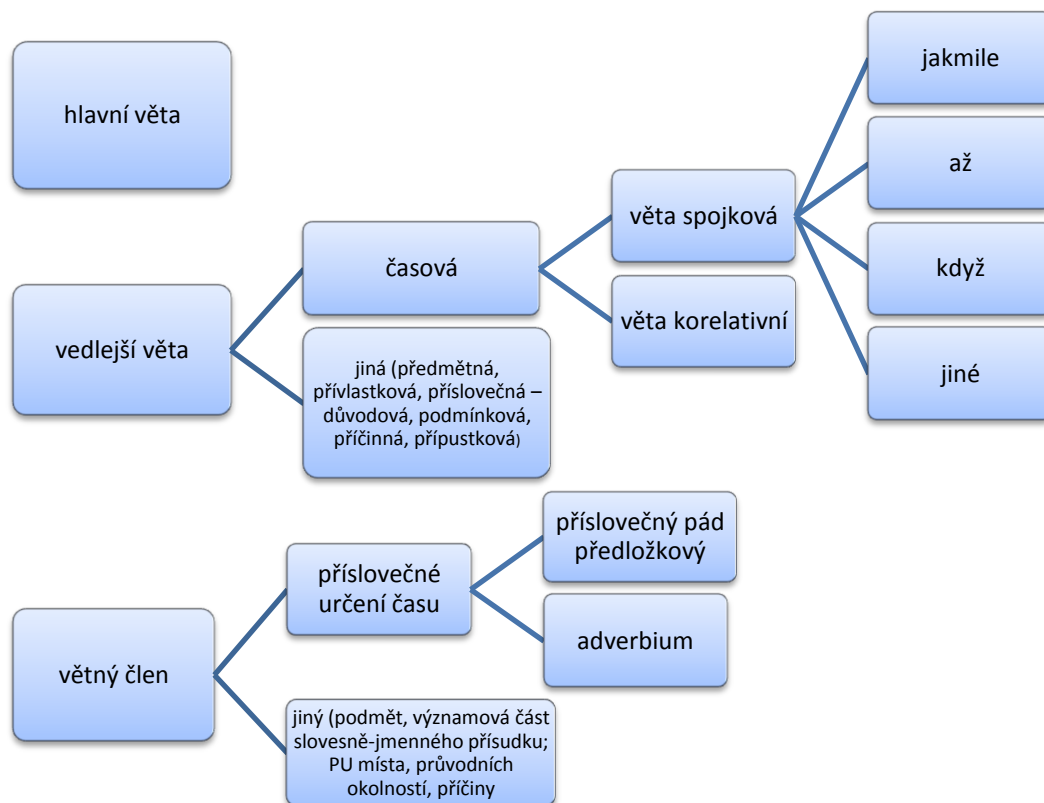 hlavní věta
vedlejší věta
časová
věta spojková
jakmile
až
když
jiné
věta korelativní
jiná (předmětná,
přívlastková, příslovečná –
důvodová, podmínková,
příčinná, přípustková)
větný člen
příslovečné
určení času
příslovečný pád
předložkový
adverbium
jiný (podmět, významová část
slovesně-jmenného přísudku;
PU místa, průvodních
okolností, příčiny